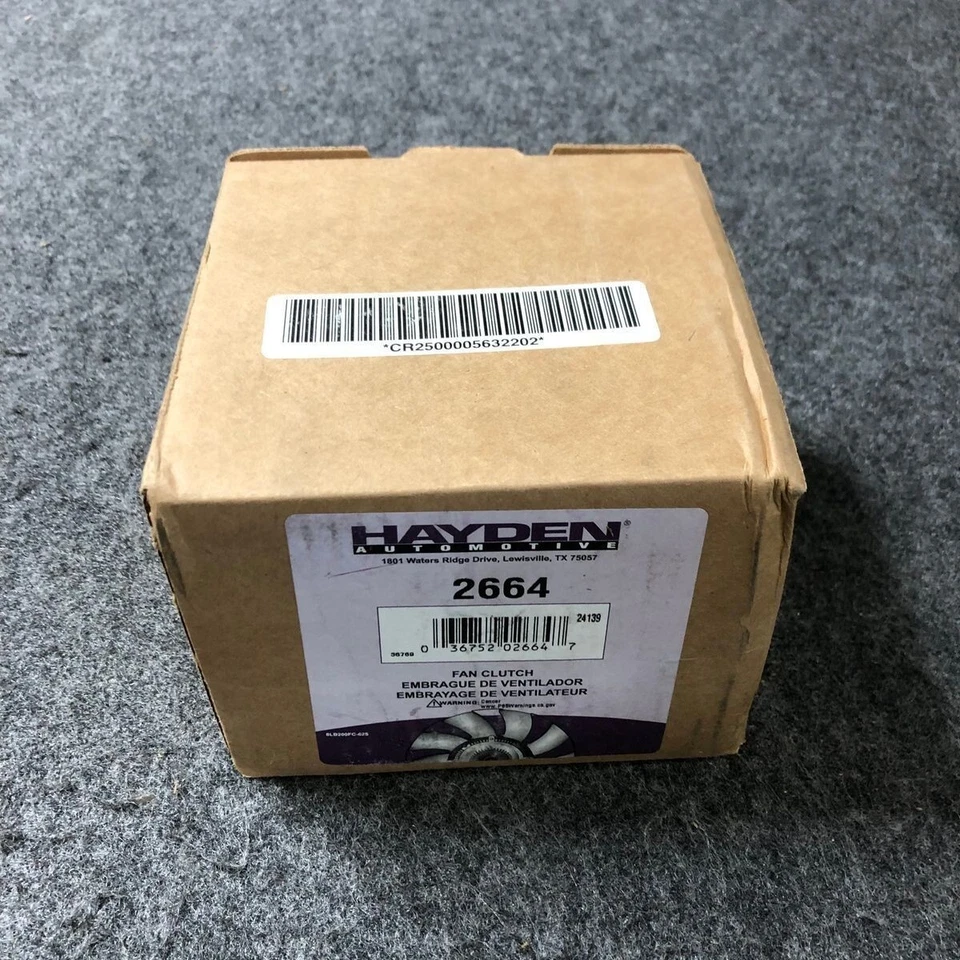 *CR2500005632202*
HAYDEN®
AUTOMOTIVE
1801 Waters Ridge Drive, Lewisville, TX 75057
2664
24139
36769 0 36752 02664 7
FAN CLUTCH
EMBRAGUE DE VENTILADOR
EMBRAYAGE DE VENTILATEUR
WARNING: Cancer